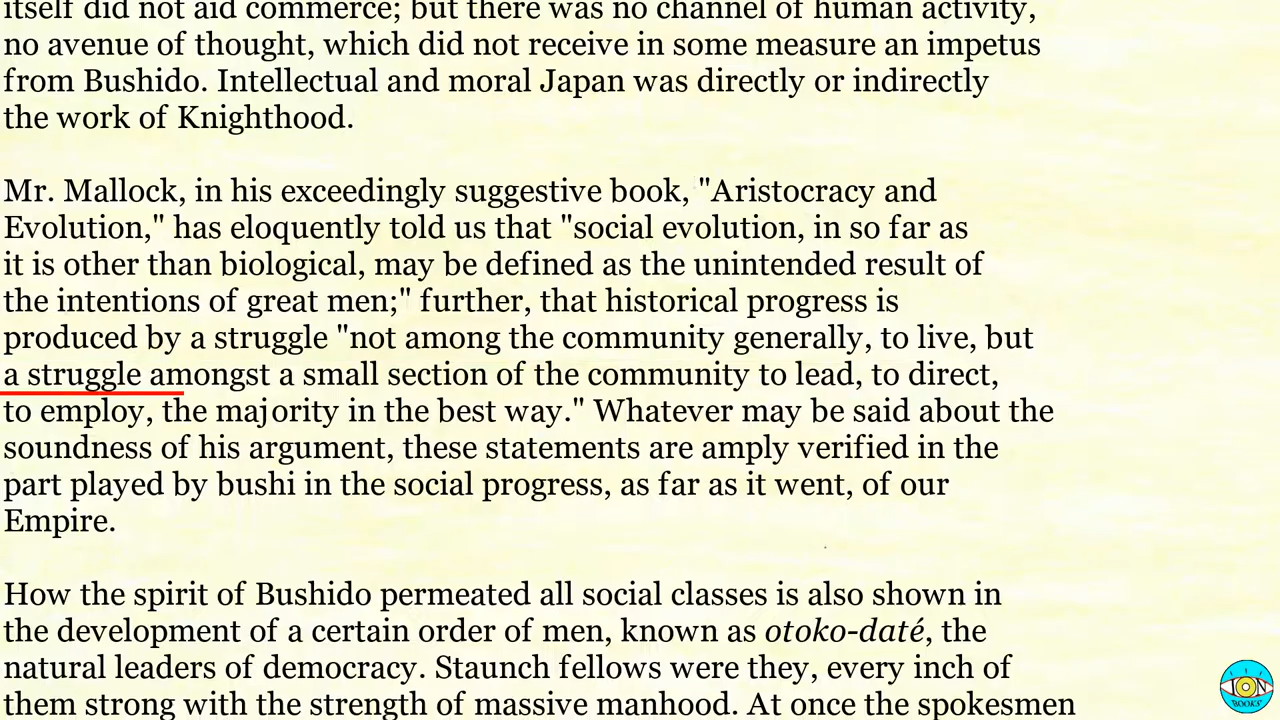 itself did not aid commerce; but there was no channel of human activity,
no avenue of thought, which did not receive in some measure an impetus
from Bushido. Intellectual and moral Japan was directly or indirectly
the work of Knighthood.
Mr. Mallock, in his exceedingly suggestive book, "Aristocracy and
Evolution," has eloquently told us that "social evolution, in so far as
it is other than biological, may be defined as the unintended result of
the intentions of great men;" further, that historical progress is
produced by a struggle "not among the community generally, to live, but
a struggle amongst a small section of the community to lead, to direct,
to employ, the majority in the best way." Whatever may be said about the
soundness of his argument, these statements are amply verified in the
part played by bushi in the social progress, as far as it went, of our
Empire.
How the spirit of Bushido permeated all social classes is also shown in
the development of a certain order of men, known as otoko-daté, the
natural leaders of democracy. Staunch fellows were they, every inch of
them strong with the strength of massive manhood. At once the spokesmen
ION
BOOKS